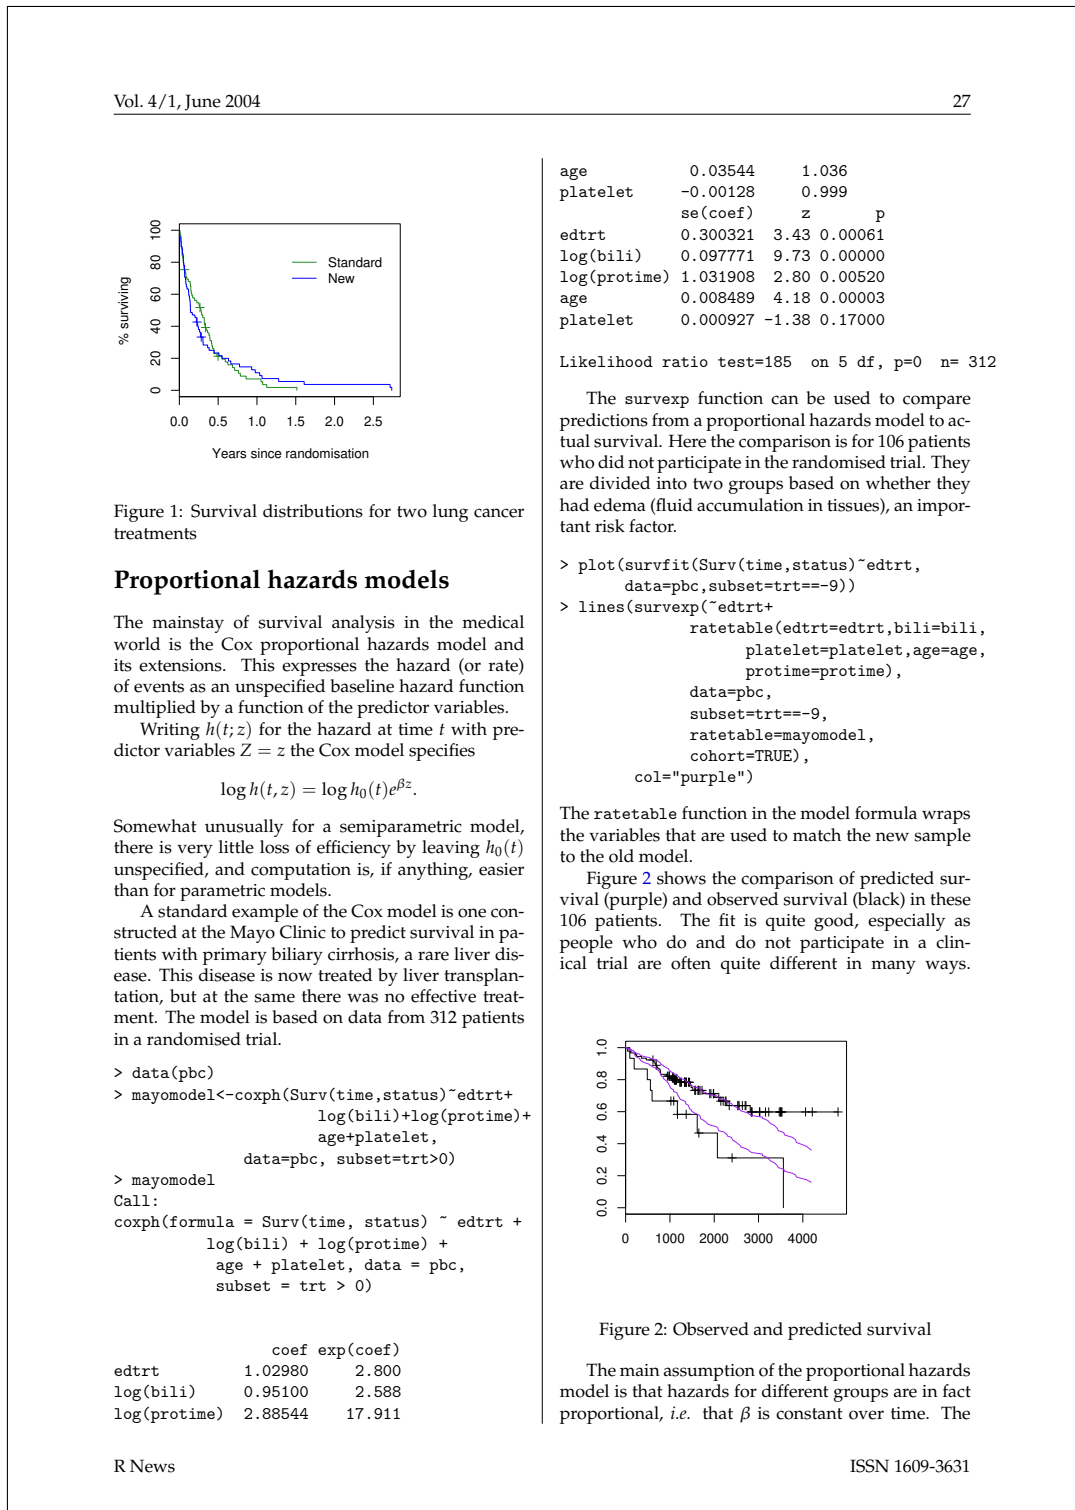 Vol. 4/1, June 2004 27
100
80
60
40
20
0
% surviving
Standard
New
0.0 0.5 1.0 1.5 2.0 2.5
Years since randomisation
Figure 1: Survival distributions for two lung cancer
treatments
Proportional hazards models
The mainstay of survival analysis in the medical
world is the Cox proportional hazards model and
its extensions. This expresses the hazard (or rate)
of events as an unspecified baseline hazard function
multiplied by a function of the predictor variables.
Writing h(t; z) for the hazard at time t with pre-
dictor variables Z = z the Cox model specifies
log h(t, z) = log h₀(t)e^{βz}.
Somewhat unusually for a semiparametric model,
there is very little loss of efficiency by leaving h₀(t)
unspecified, and computation is, if anything, easier
than for parametric models.
A standard example of the Cox model is one con-
structed at the Mayo Clinic to predict survival in pa-
tients with primary biliary cirrhosis, a rare liver dis-
ease. This disease is now treated by liver transplan-
tation, but at the same there was no effective treat-
ment. The model is based on data from 312 patients
in a randomised trial.
> data(pbc)
> mayomodel<-coxph(Surv(time,status)~edtrt+
log(bili)+log(protime)+
age+platelet,
data=pbc, subset=trt>0)
> mayomodel
Call:
coxph(formula = Surv(time, status) ~ edtrt +
log(bili) + log(protime) +
age + platelet, data = pbc,
subset = trt > 0)
coef exp(coef)
edtrt 1.02980 2.800
log(bili) 0.95100 2.588
log(protime) 2.88544 17.911
age 0.03544 1.036
platelet -0.00128 0.999
se(coef) z p
edtrt 0.300321 3.43 0.00061
log(bili) 0.097771 9.73 0.00000
log(protime) 1.031908 2.80 0.00520
age 0.008489 4.18 0.00003
platelet 0.000927 -1.38 0.17000
Likelihood ratio test=185 on 5 df, p=0 n= 312
The survexp function can be used to compare
predictions from a proportional hazards model to ac-
tual survival. Here the comparison is for 106 patients
who did not participate in the randomised trial. They
are divided into two groups based on whether they
had edema (fluid accumulation in tissues), an impor-
tant risk factor.
> plot(survfit(Surv(time,status)~edtrt,
data=pbc,subset=trt==-9))
> lines(survexp(~edtrt+
ratetable(edtrt=edtrt,bili=bili,
platelet=platelet,age=age,
protime=protime),
data=pbc,
subset=trt==-9,
ratetable=mayomodel,
cohort=TRUE),
col="purple")
The ratetable function in the model formula wraps
the variables that are used to match the new sample
to the old model.
Figure 2 shows the comparison of predicted sur-
vival (purple) and observed survival (black) in these
106 patients. The fit is quite good, especially as
people who do and do not participate in a clin-
ical trial are often quite different in many ways.
1.0
0.8
0.6
0.4
0.2
0.0
0 1000 2000 3000 4000
Figure 2: Observed and predicted survival
The main assumption of the proportional hazards
model is that hazards for different groups are in fact
proportional, i.e. that β is constant over time. The
R News ISSN 1609-3631